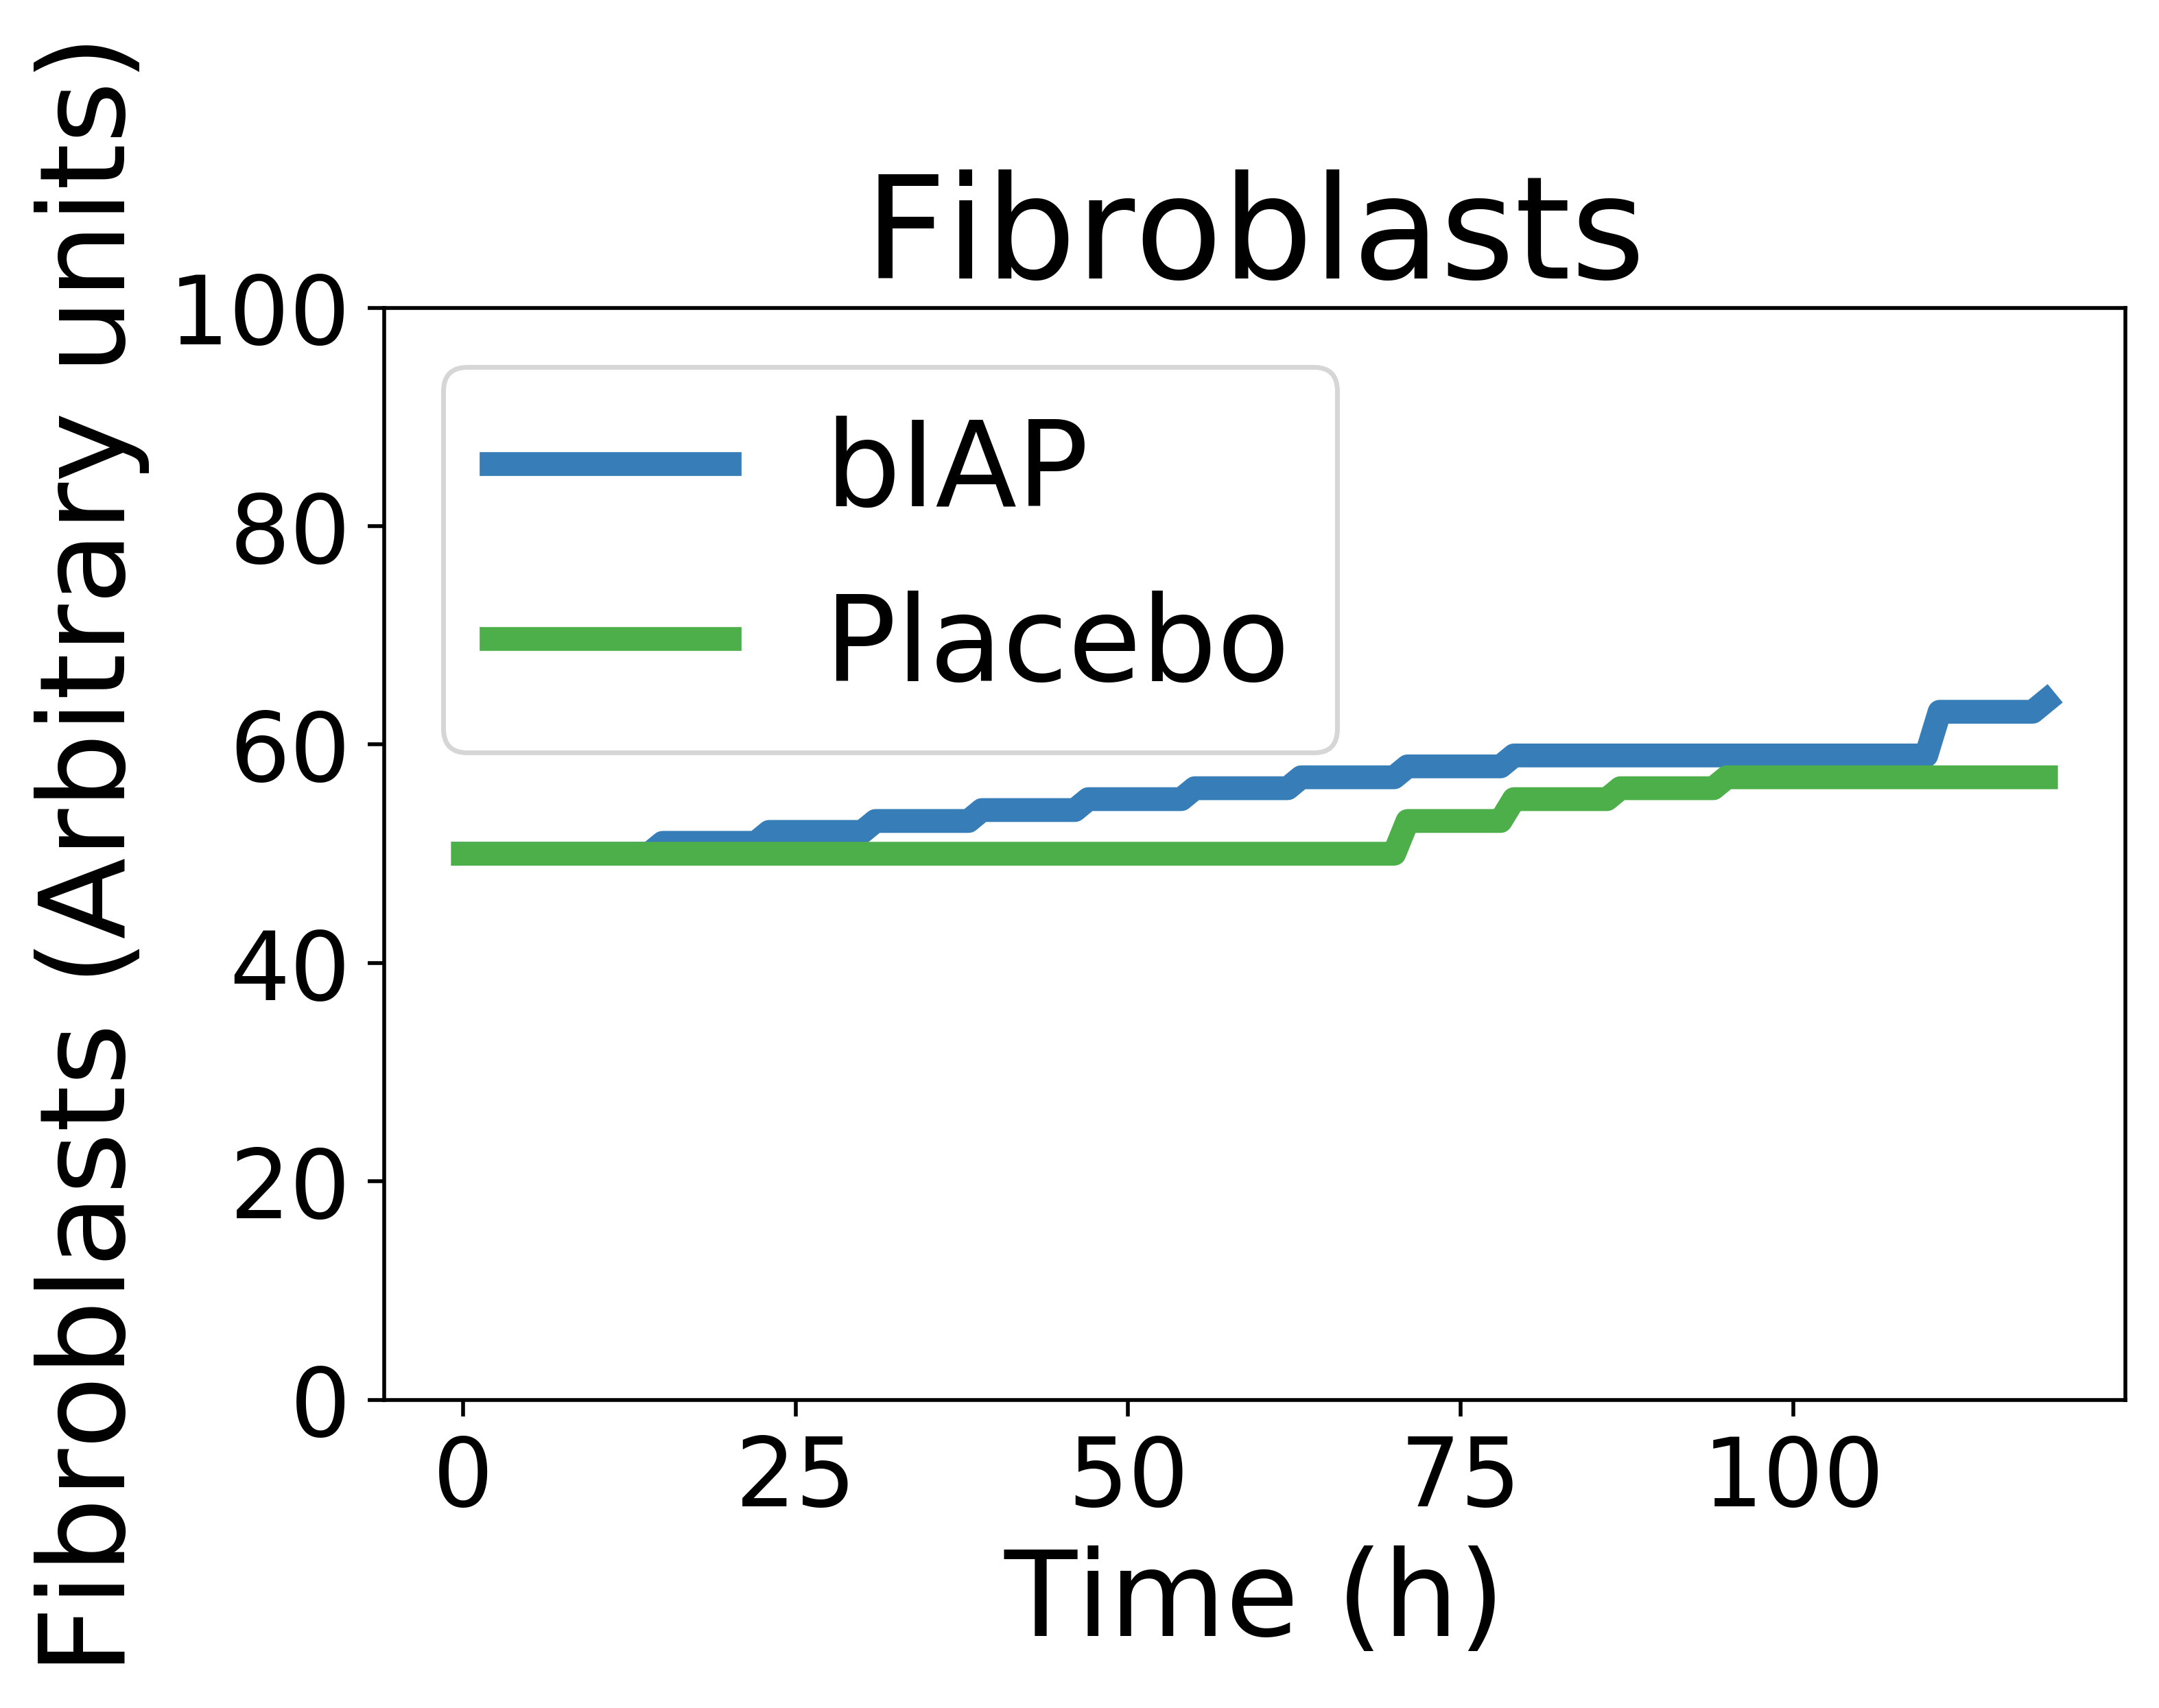 Fibroblasts
Fibroblasts (Arbitrary units)
100
80
60
40
20
0
bIAP
Placebo
0 25 50 75 100
Time (h)